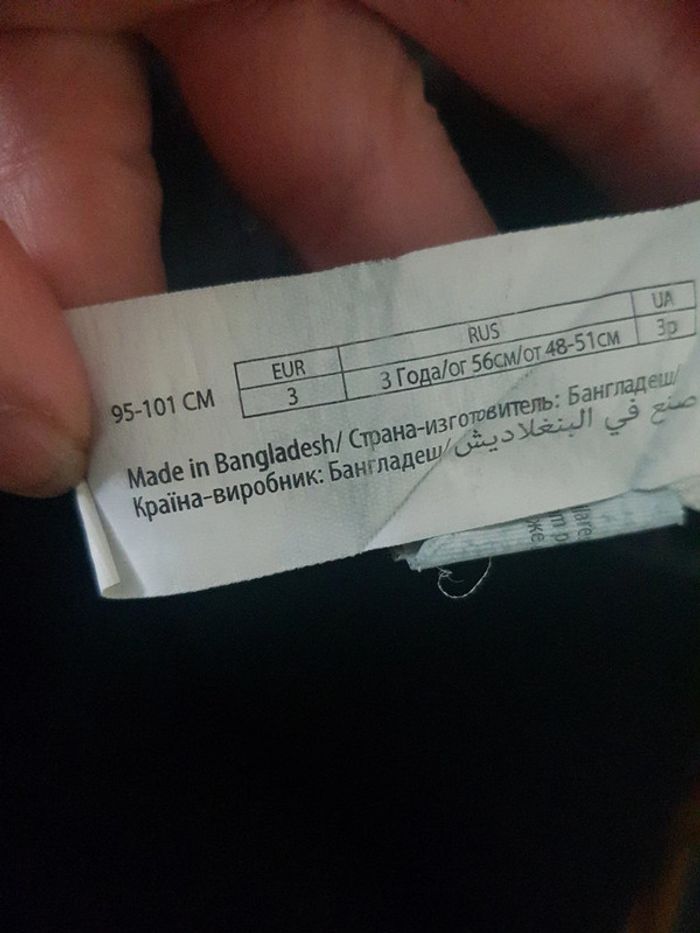 95-101 CM
EUR RUS UA
3 3 Года/ог 56см/от 48-51см 3р
Made in Bangladesh/ Страна-изготовитель: Бангладеш/
Країна-виробник: Бангладеш/ صنع في البنغلاديش